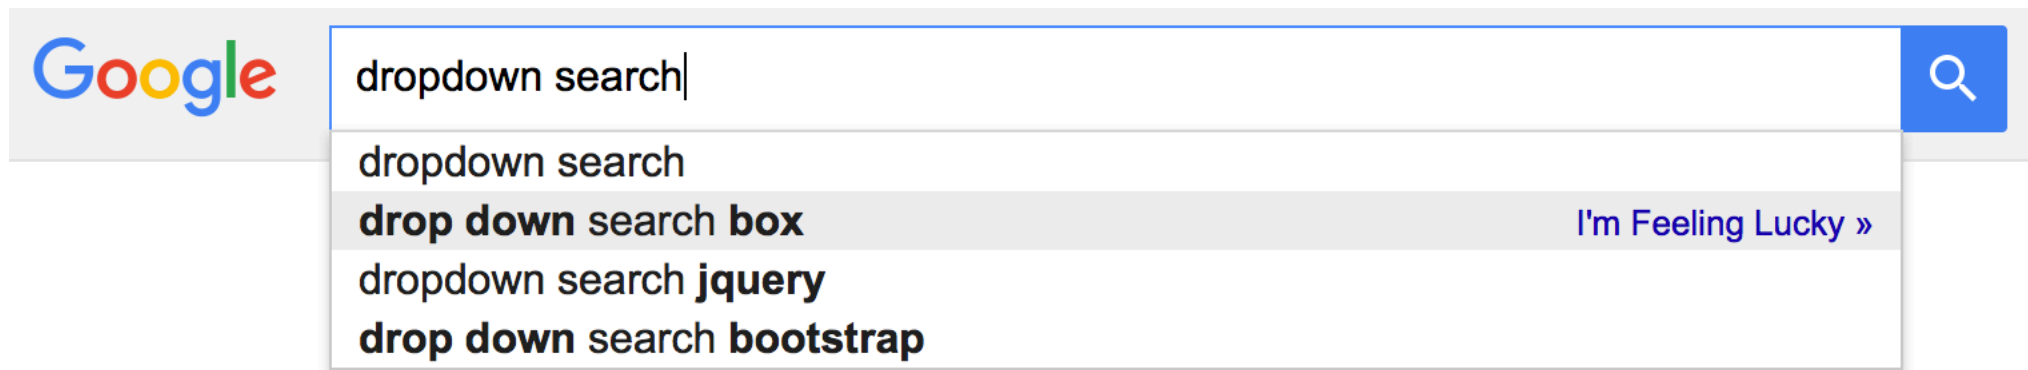 Google
dropdown search
dropdown search
drop down search box I'm Feeling Lucky »
dropdown search jquery
drop down search bootstrap